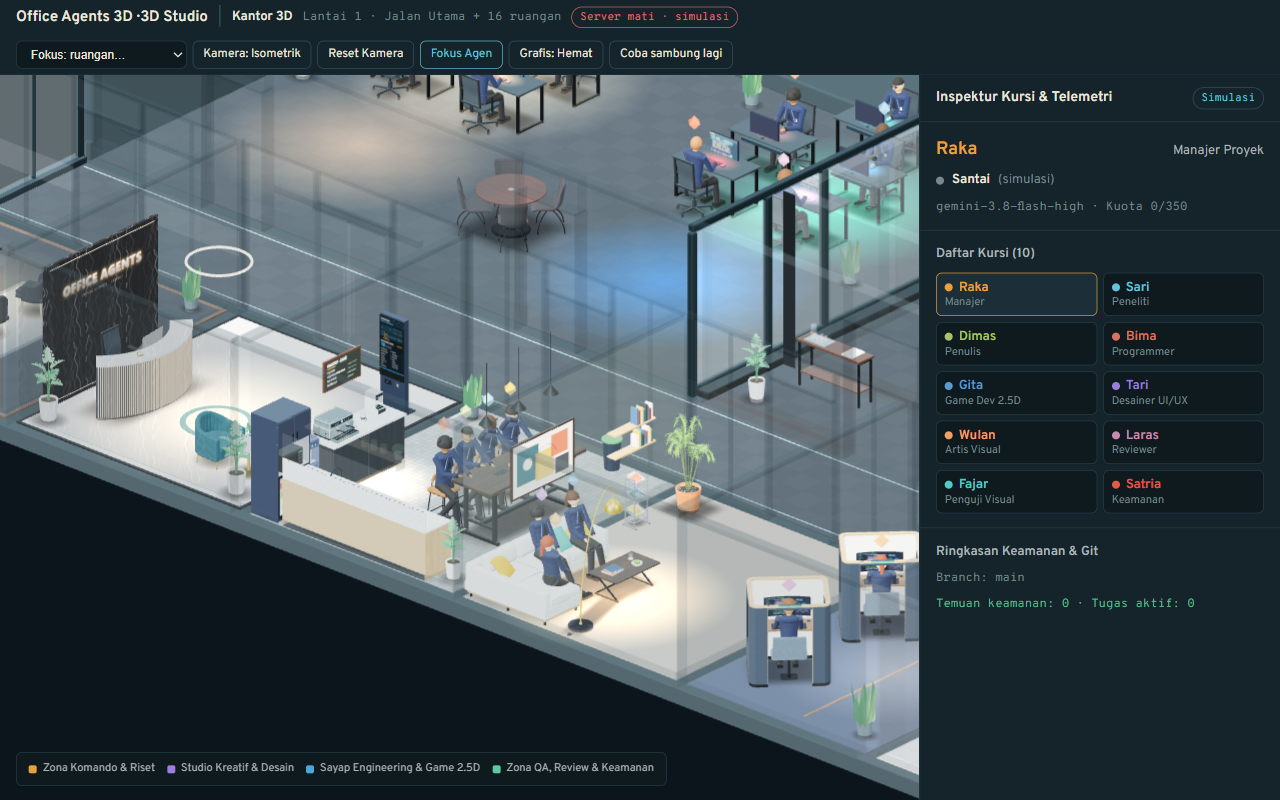 Office Agents 3D ·3D Studio
Kantor 3D
Lantai 1 · Jalan Utama + 16 ruangan
Server mati · simulasi
Fokus: ruangan...
Kamera: Isometrik
Reset Kamera
Fokus Agen
Grafis: Hemat
Coba sambung lagi
OFFICE AGENTS
Inspektur Kursi & Telemetri
Simulasi
Raka
Manajer Proyek
Santai (simulasi)
gemini-3.8-flash-high · Kuota 0/350
Daftar Kursi (10)
Raka
Manajer
Sari
Peneliti
Dimas
Penulis
Bima
Programmer
Gita
Game Dev 2.5D
Tari
Desainer UI/UX
Wulan
Artis Visual
Laras
Reviewer
Fajar
Penguji Visual
Satria
Keamanan
Ringkasan Keamanan & Git
Branch: main
Temuan keamanan: 0 · Tugas aktif: 0
Zona Komando & Riset
Studio Kreatif & Desain
Sayap Engineering & Game 2.5D
Zona QA, Review & Keamanan